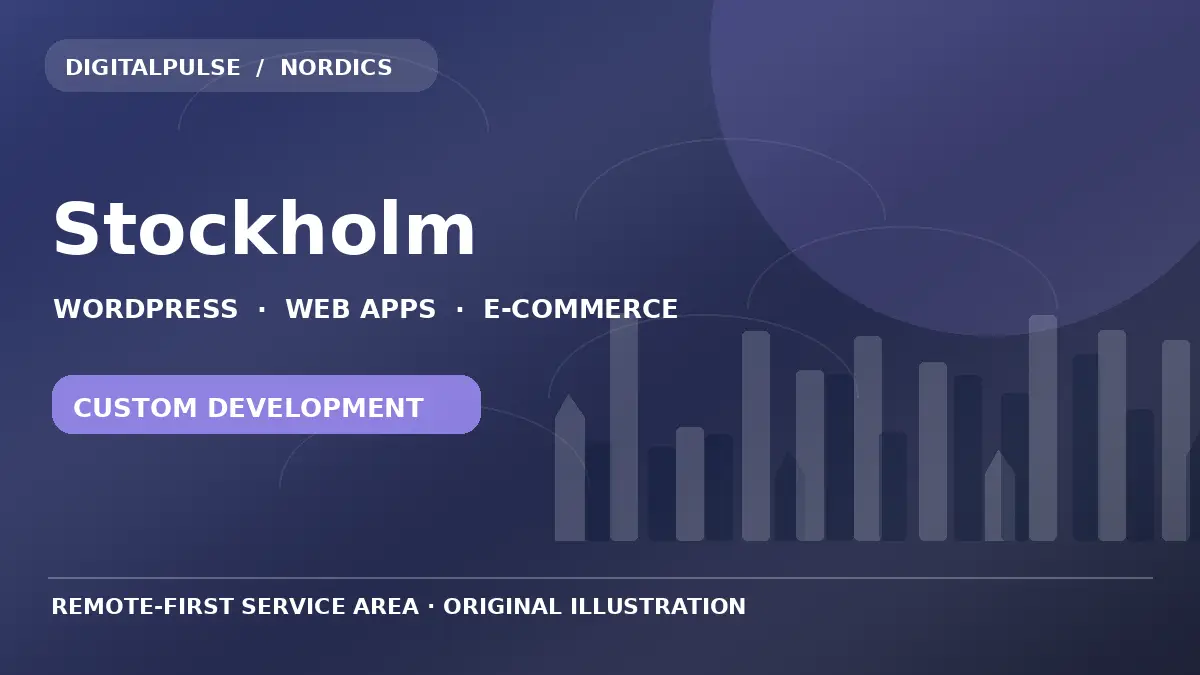 DIGITALPULSE / NORDICS
Stockholm
WORDPRESS · WEB APPS · E-COMMERCE
CUSTOM DEVELOPMENT
REMOTE-FIRST SERVICE AREA · ORIGINAL ILLUSTRATION